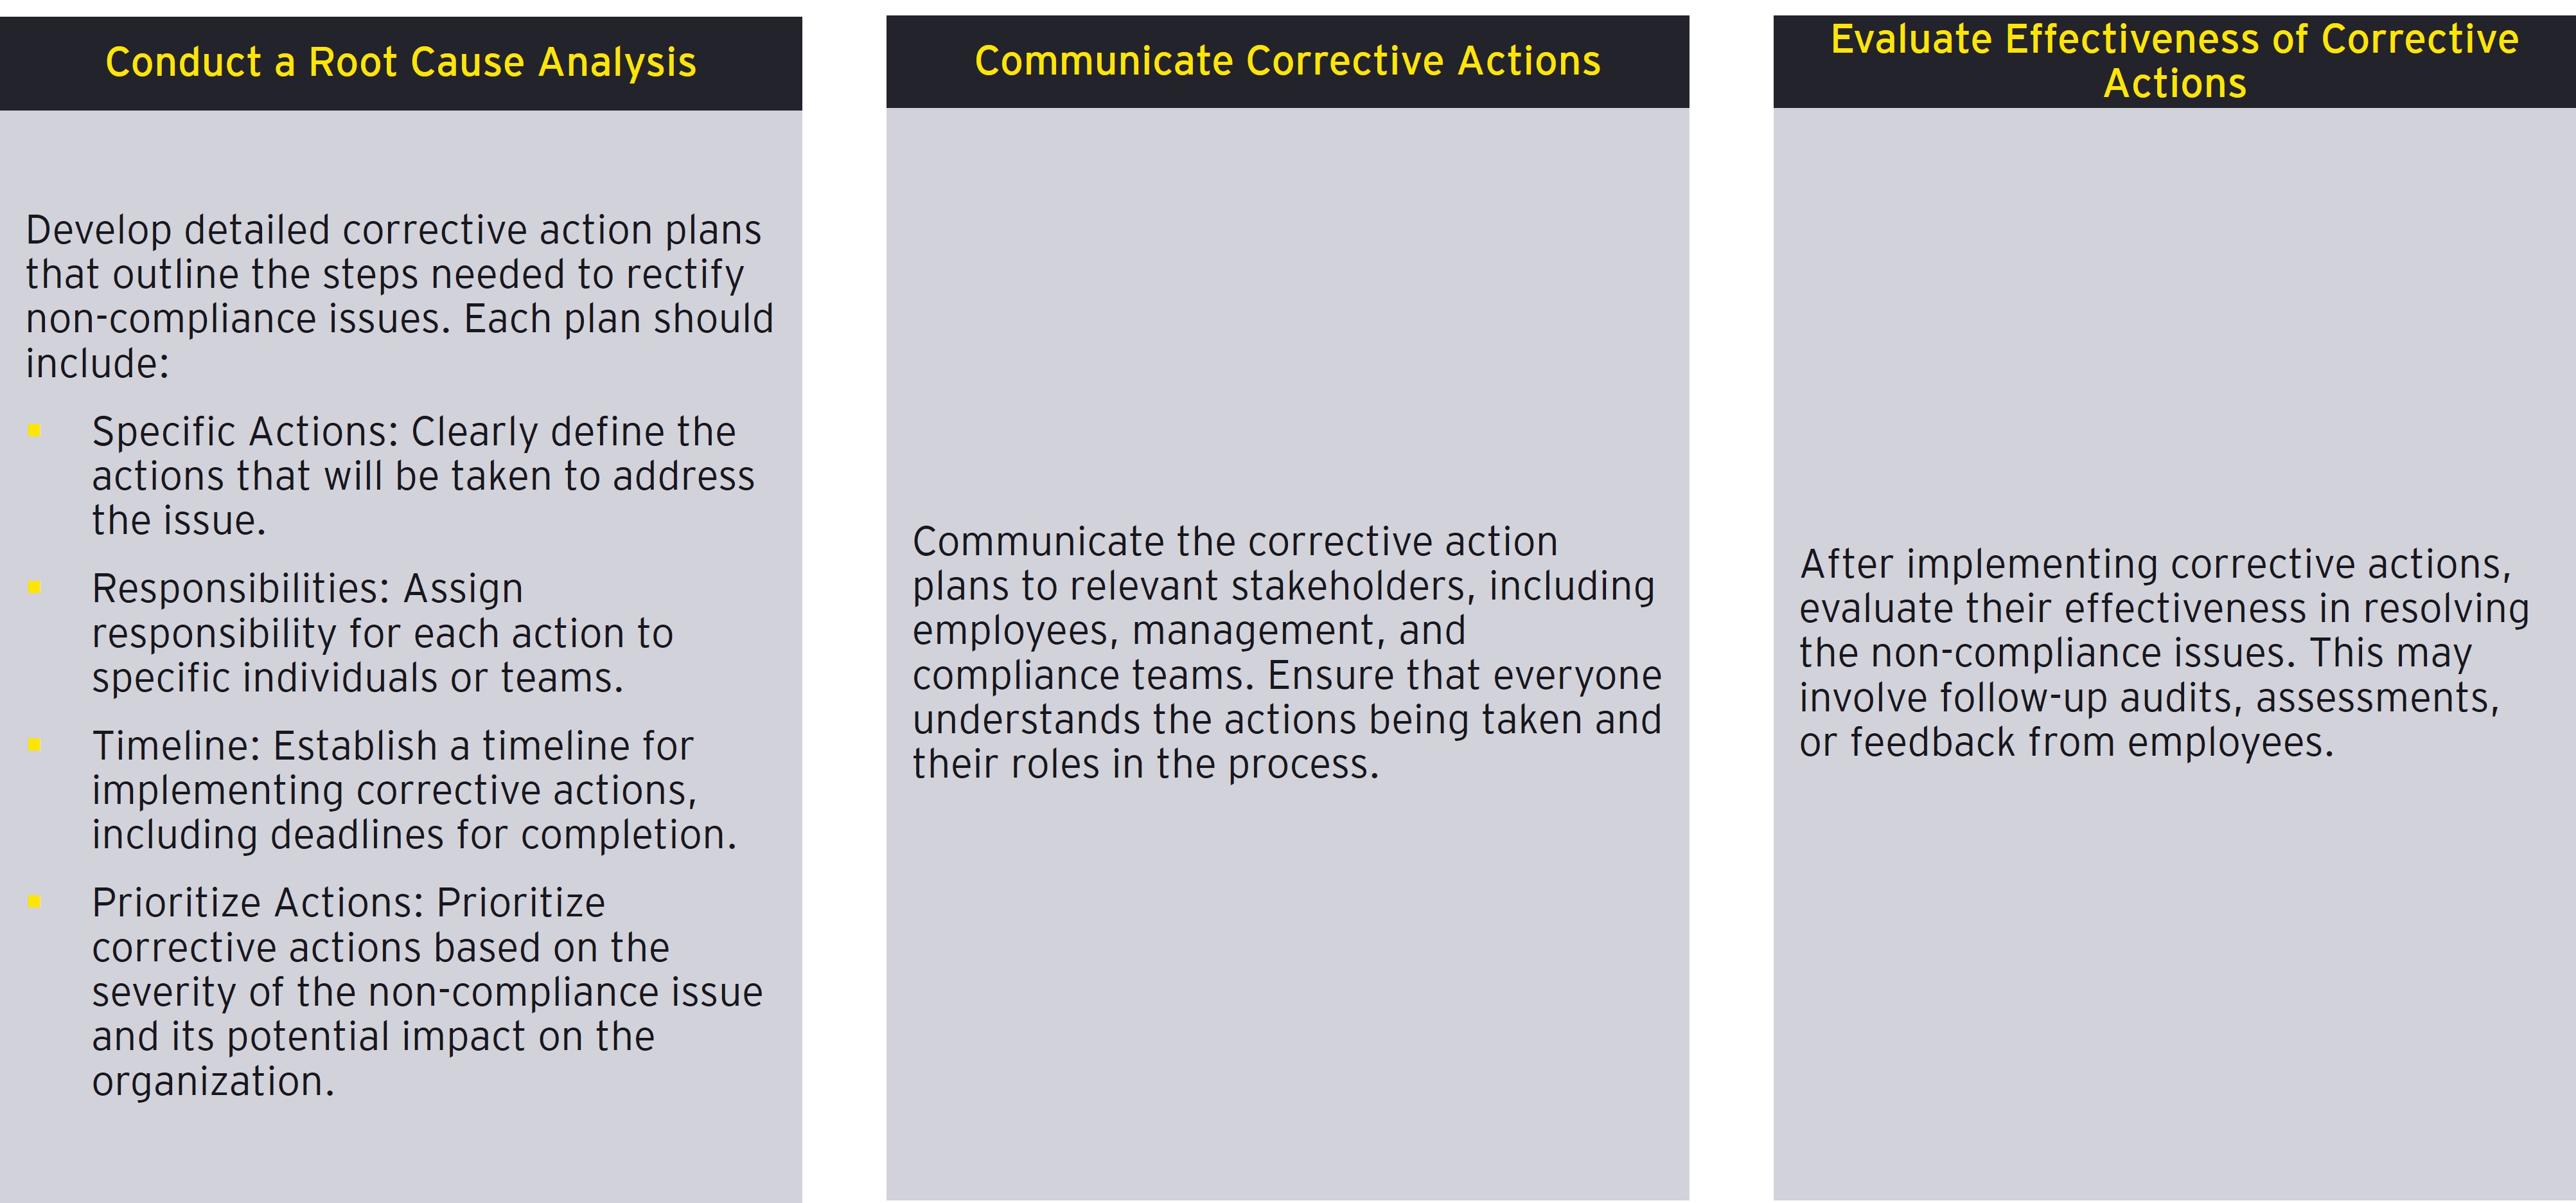 Conduct a Root Cause Analysis
Develop detailed corrective action plans
that outline the steps needed to rectify
non-compliance issues. Each plan should
include:
Specific Actions: Clearly define the
actions that will be taken to address
the issue.
Responsibilities: Assign
responsibility for each action to
specific individuals or teams.
Timeline: Establish a timeline for
implementing corrective actions,
including deadlines for completion.
Prioritize Actions: Prioritize
corrective actions based on the
severity of the non-compliance issue
and its potential impact on the
organization.
Communicate Corrective Actions
Communicate the corrective action
plans to relevant stakeholders, including
employees, management, and
compliance teams. Ensure that everyone
understands the actions being taken and
their roles in the process.
Evaluate Effectiveness of Corrective
Actions
After implementing corrective actions,
evaluate their effectiveness in resolving
the non-compliance issues. This may
involve follow-up audits, assessments,
or feedback from employees.